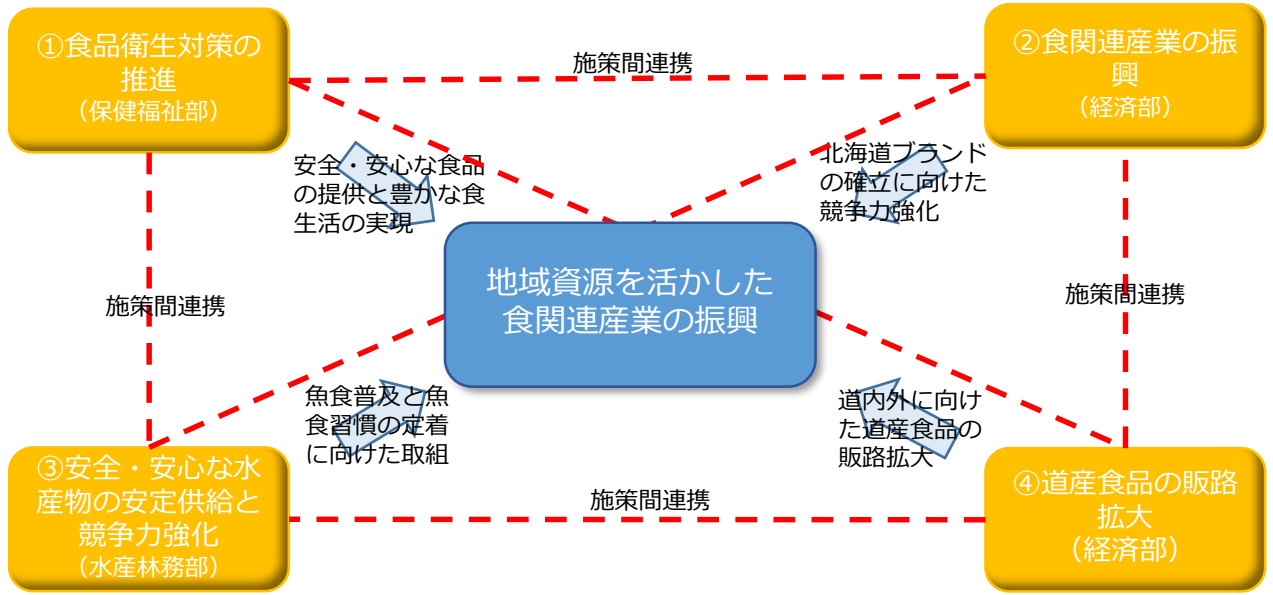 ①食品衛生対策の
推進
（保健福祉部）
施策間連携
②食関連産業の振
興
（経済部）
安全・安心な食品
の提供と豊かな食
生活の実現
北海道ブランド
の確立に向けた
競争力強化
地域資源を活かした
食関連産業の振興
施策間連携
施策間連携
魚食普及と魚
食習慣の定着
に向けた取組
道内外に向け
た道産食品の
販路拡大
③安全・安心な水
産物の安定供給と
競争力強化
（水産林務部）
施策間連携
④道産食品の販路
拡大
（経済部）